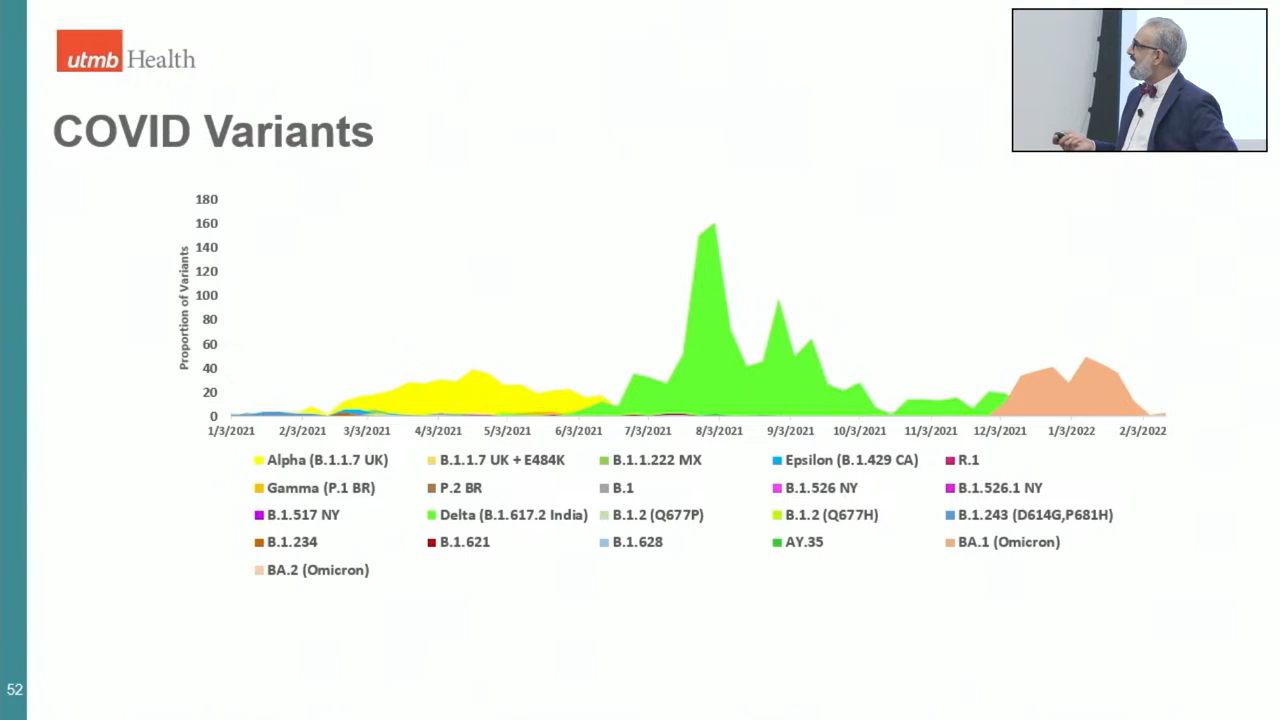 utmb Health
COVID Variants
Proportion of Variants
180
160
140
120
100
80
60
40
20
0
1/3/2021 2/3/2021 3/3/2021 4/3/2021 5/3/2021 6/3/2021 7/3/2021 8/3/2021 9/3/2021 10/3/2021 11/3/2021 12/3/2021 1/3/2022 2/3/2022
Alpha (B.1.1.7 UK) B.1.1.7 UK + E484K B.1.1.222 MX Epsilon (B.1.429 CA) R.1
Gamma (P.1 BR) P.2 BR B.1 B.1.526 NY B.1.526.1 NY
B.1.517 NY Delta (B.1.617.2 India) B.1.2 (Q677P) B.1.2 (Q677H) B.1.243 (D614G,P681H)
B.1.234 B.1.621 B.1.628 AY.35 BA.1 (Omicron)
BA.2 (Omicron)
52